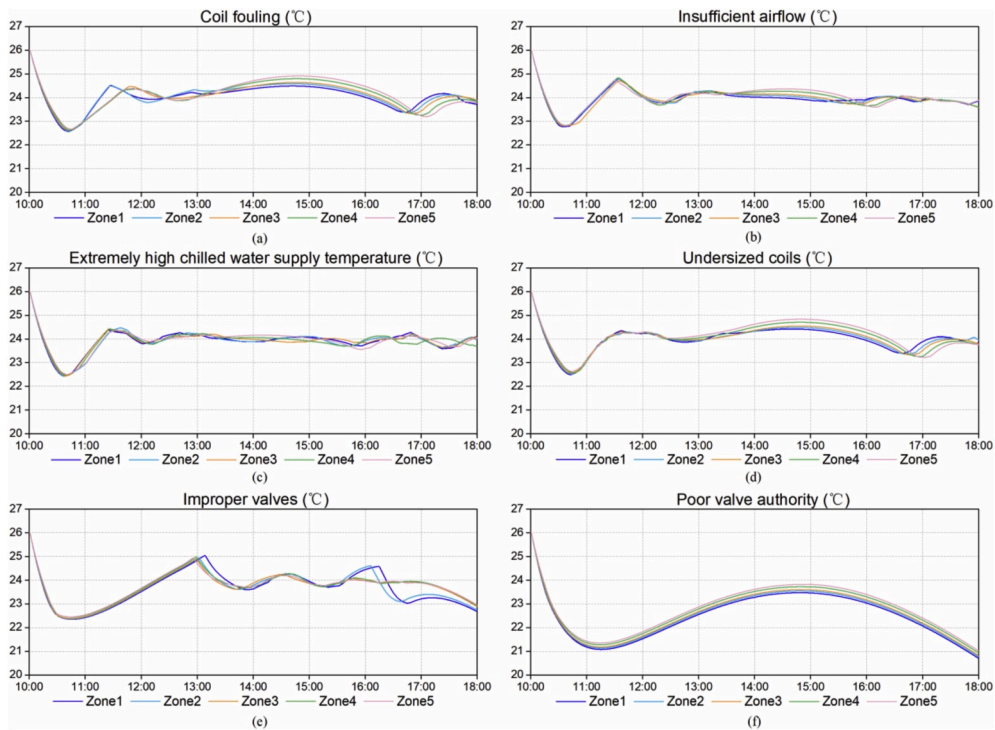 Coil fouling (℃)
27
26
25
24
23
22
21
20
10:00 11:00 12:00 13:00 14:00 15:00 16:00 17:00 18:00
Zone1 Zone2 Zone3 Zone4 Zone5
(a)
Insufficient airflow (℃)
27
26
25
24
23
22
21
20
10:00 11:00 12:00 13:00 14:00 15:00 16:00 17:00 18:00
Zone1 Zone2 Zone3 Zone4 Zone5
(b)
Extremely high chilled water supply temperature (℃)
27
26
25
24
23
22
21
20
10:00 11:00 12:00 13:00 14:00 15:00 16:00 17:00 18:00
Zone1 Zone2 Zone3 Zone4 Zone5
(c)
Undersized coils (℃)
27
26
25
24
23
22
21
20
10:00 11:00 12:00 13:00 14:00 15:00 16:00 17:00 18:00
Zone1 Zone2 Zone3 Zone4 Zone5
(d)
Improper valves (℃)
27
26
25
24
23
22
21
20
10:00 11:00 12:00 13:00 14:00 15:00 16:00 17:00 18:00
Zone1 Zone2 Zone3 Zone4 Zone5
(e)
Poor valve authority (℃)
27
26
25
24
23
22
21
20
10:00 11:00 12:00 13:00 14:00 15:00 16:00 17:00 18:00
Zone1 Zone2 Zone3 Zone4 Zone5
(f)